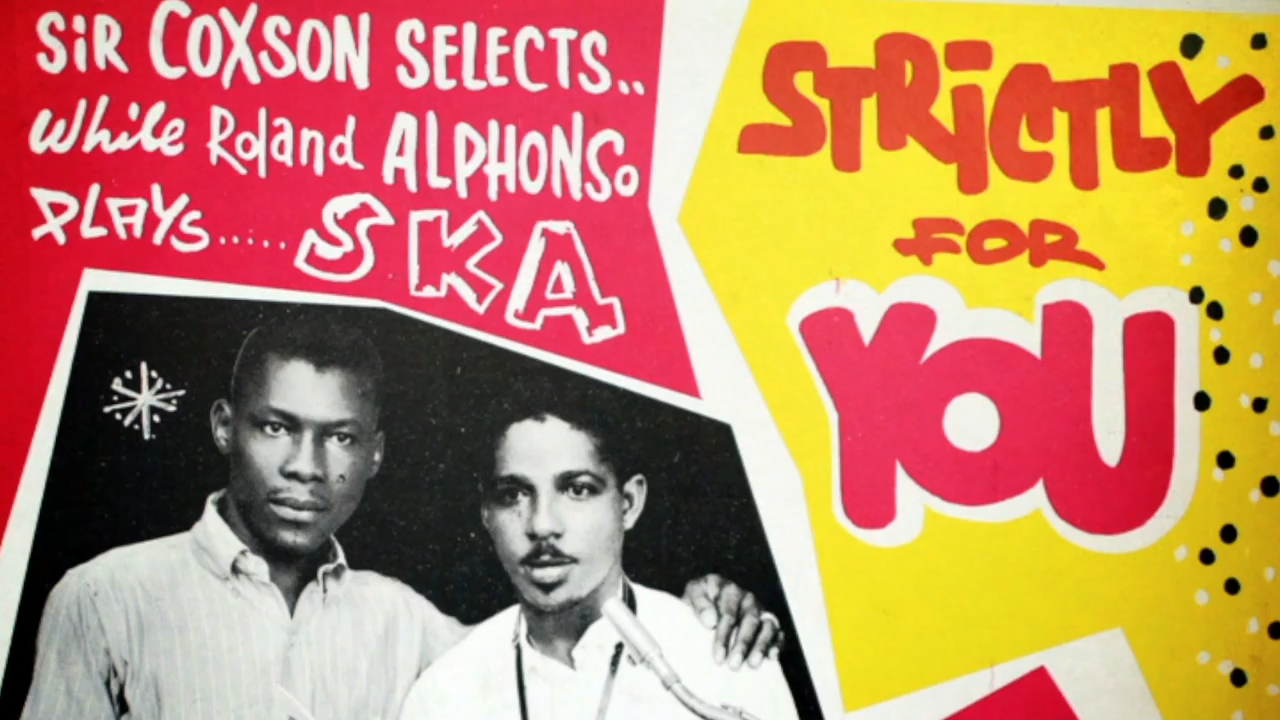 SiR COXSON SELECTS..
while Roland ALPHONSo
PLAYS..... SKA
STRiCTLY
FOR
YOU